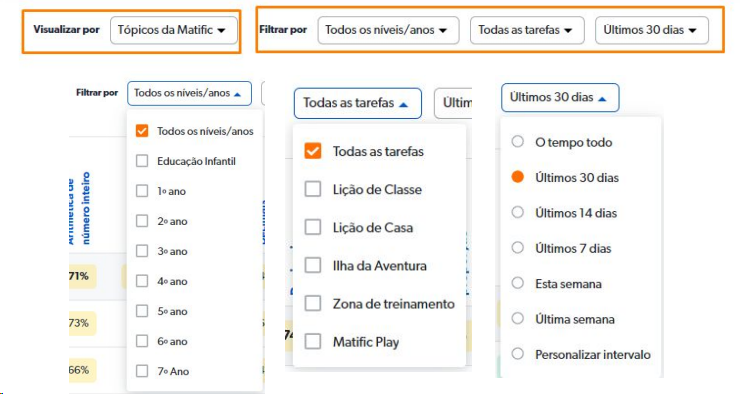 Visualizar por Tópicos da Matific Filtrar por Todos os níveis/anos Todas as tarefas Últimos 30 dias
Filtrar por Todos os níveis/anos
Todos os níveis/anos
Educação Infantil
1º ano
2º ano
3º ano
4º ano
5º ano
6º ano
7º Ano
Aritmética de
número inteiro
71%
73%
66%
Todas as tarefas Últim
Todas as tarefas
Lição de Classe
Lição de Casa
Ilha da Aventura
Zona de treinamento
Matific Play
Últimos 30 dias
O tempo todo
Últimos 30 dias
Últimos 14 dias
Últimos 7 dias
Esta semana
Última semana
Personalizar intervalo